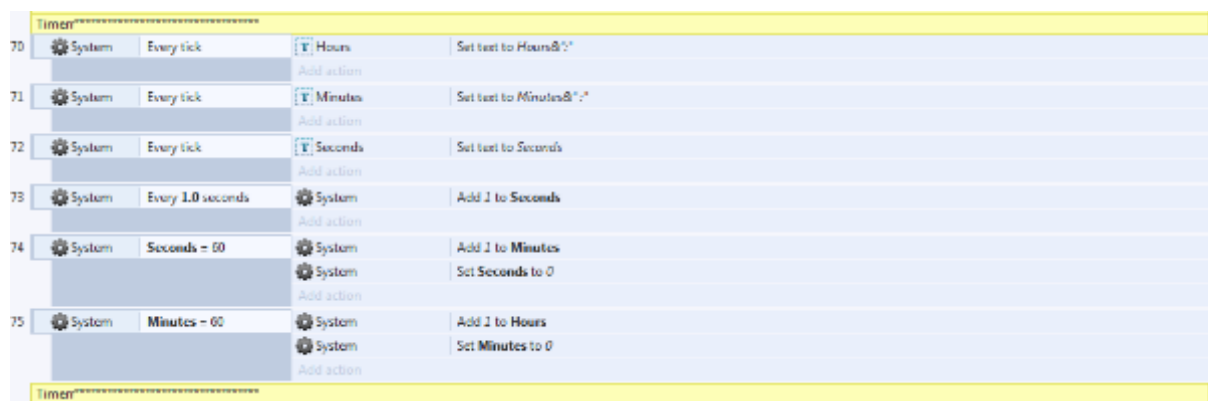 Timer***********************************
70 System Every tick Hours Set text to Hours&":"
Add action
71 System Every tick Minutes Set text to Minutes&":"
Add action
72 System Every tick Seconds Set text to Seconds
Add action
73 System Every 1.0 seconds System Add 1 to Seconds
Add action
74 System Seconds = 60 System Add 1 to Minutes
System Set Seconds to 0
Add action
75 System Minutes = 60 System Add 1 to Hours
System Set Minutes to 0
Add action
Timer***********************************